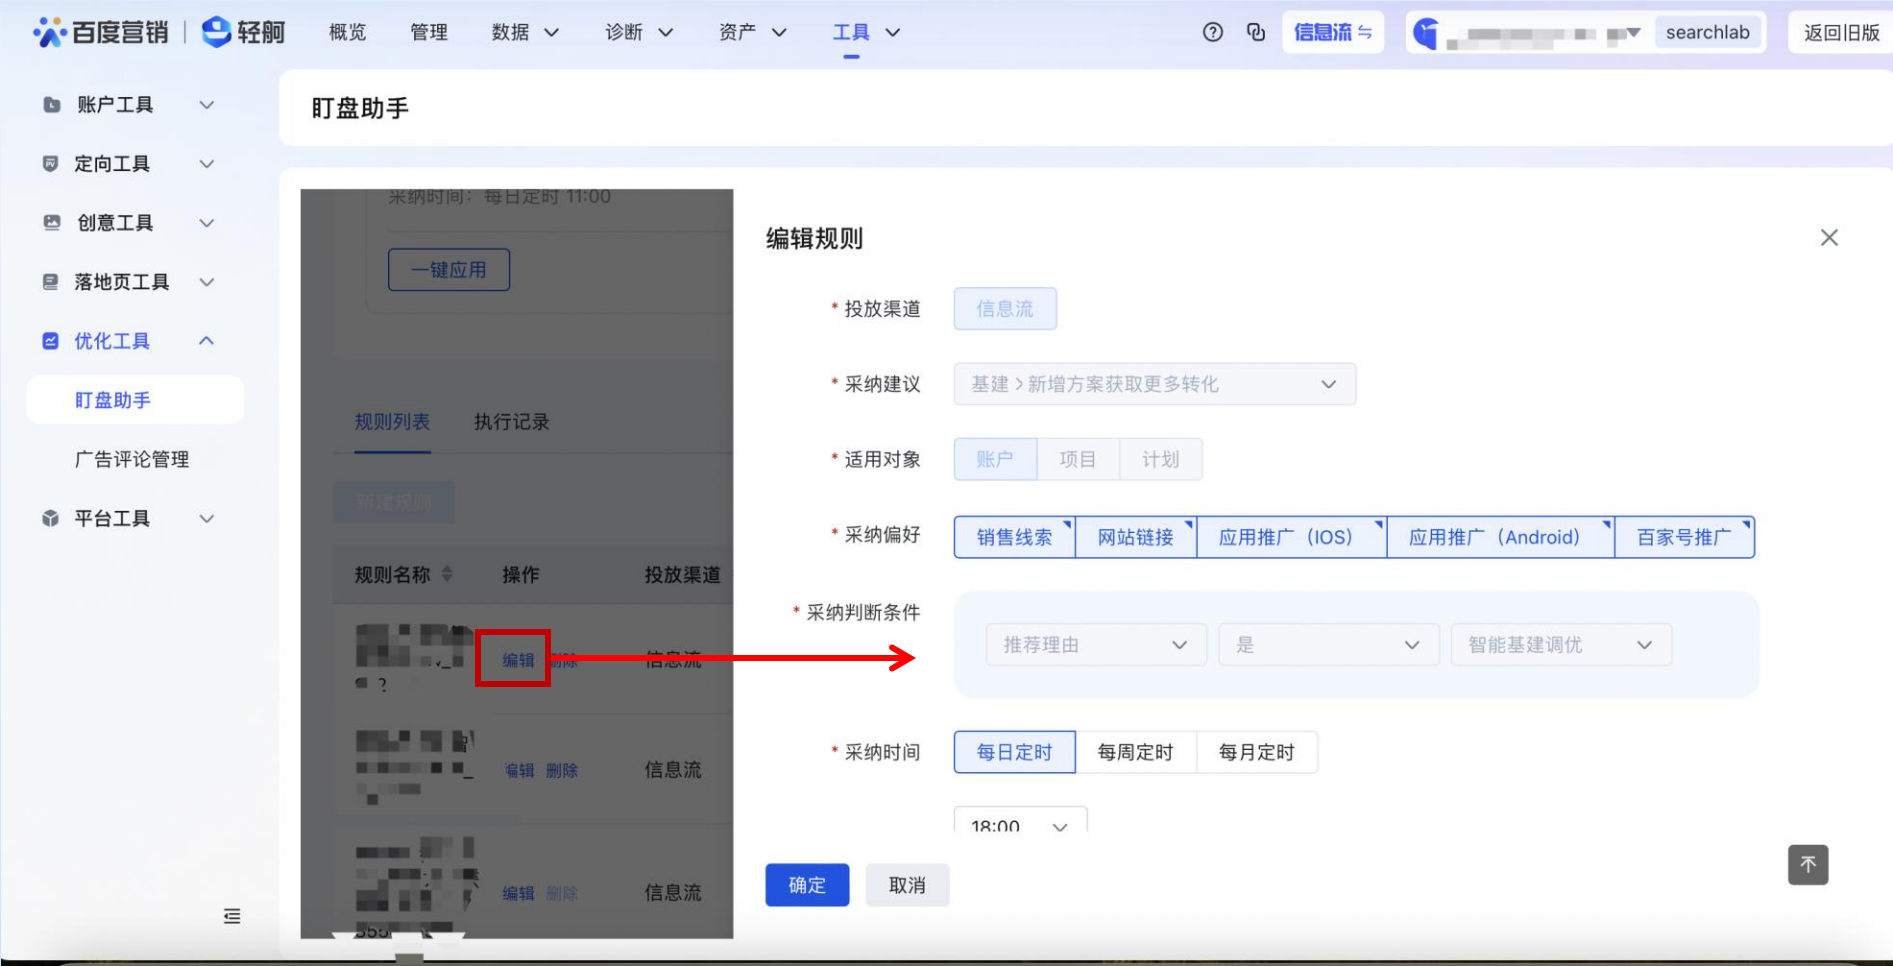 百度营销 轻舸 概览 管理 数据 诊断 资产 工具 信息流 searchlab 返回旧版
账户工具
定向工具
创意工具
落地页工具
优化工具
盯盘助手
广告评论管理
平台工具
盯盘助手
采纳时间：每日定时 11:00
一键应用
规则列表 执行记录
新建规则
规则名称 操作 投放渠道
编辑 删除 信息流
编辑 删除 信息流
编辑 删除 信息流
编辑规则
* 投放渠道 信息流
* 采纳建议 基建 > 新增方案获取更多转化
* 适用对象 账户 项目 计划
* 采纳偏好 销售线索 网站链接 应用推广（IOS） 应用推广（Android） 百家号推广
* 采纳判断条件
推荐理由 是 智能基建调优
* 采纳时间 每日定时 每周定时 每月定时
18:00
确定 取消